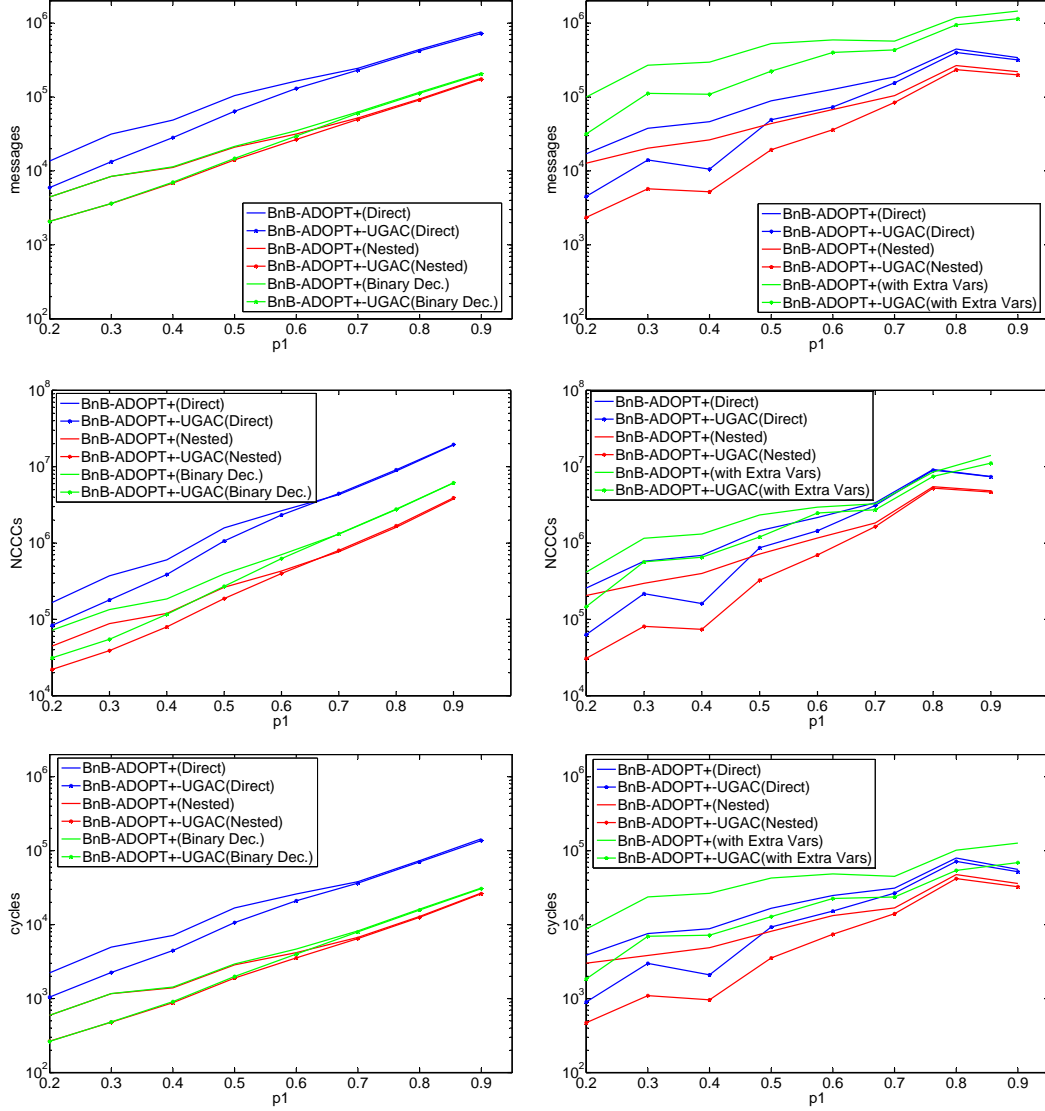 10^6
10^5
10^4
10^3
10^2
messages
BnB-ADOPT+(Direct)
BnB-ADOPT+-UGAC(Direct)
BnB-ADOPT+(Nested)
BnB-ADOPT+-UGAC(Nested)
BnB-ADOPT+(Binary Dec.)
BnB-ADOPT+-UGAC(Binary Dec.)
0.2 0.3 0.4 0.5 0.6 0.7 0.8 0.9
p1
10^6
10^5
10^4
10^3
10^2
messages
BnB-ADOPT+(Direct)
BnB-ADOPT+-UGAC(Direct)
BnB-ADOPT+(Nested)
BnB-ADOPT+-UGAC(Nested)
BnB-ADOPT+(with Extra Vars)
BnB-ADOPT+-UGAC(with Extra Vars)
0.2 0.3 0.4 0.5 0.6 0.7 0.8 0.9
p1
10^8
10^7
10^6
10^5
10^4
NCCCs
BnB-ADOPT+(Direct)
BnB-ADOPT+-UGAC(Direct)
BnB-ADOPT+(Nested)
BnB-ADOPT+-UGAC(Nested)
BnB-ADOPT+(Binary Dec.)
BnB-ADOPT+-UGAC(Binary Dec.)
0.2 0.3 0.4 0.5 0.6 0.7 0.8 0.9
p1
10^8
10^7
10^6
10^5
10^4
NCCCs
BnB-ADOPT+(Direct)
BnB-ADOPT+-UGAC(Direct)
BnB-ADOPT+(Nested)
BnB-ADOPT+-UGAC(Nested)
BnB-ADOPT+(with Extra Vars)
BnB-ADOPT+-UGAC(with Extra Vars)
0.2 0.3 0.4 0.5 0.6 0.7 0.8 0.9
p1
10^6
10^5
10^4
10^3
10^2
cycles
BnB-ADOPT+(Direct)
BnB-ADOPT+-UGAC(Direct)
BnB-ADOPT+(Nested)
BnB-ADOPT+-UGAC(Nested)
BnB-ADOPT+(Binary Dec.)
BnB-ADOPT+-UGAC(Binary Dec.)
0.2 0.3 0.4 0.5 0.6 0.7 0.8 0.9
p1
10^6
10^5
10^4
10^3
10^2
cycles
BnB-ADOPT+(Direct)
BnB-ADOPT+-UGAC(Direct)
BnB-ADOPT+(Nested)
BnB-ADOPT+-UGAC(Nested)
BnB-ADOPT+(with Extra Vars)
BnB-ADOPT+-UGAC(with Extra Vars)
0.2 0.3 0.4 0.5 0.6 0.7 0.8 0.9
p1